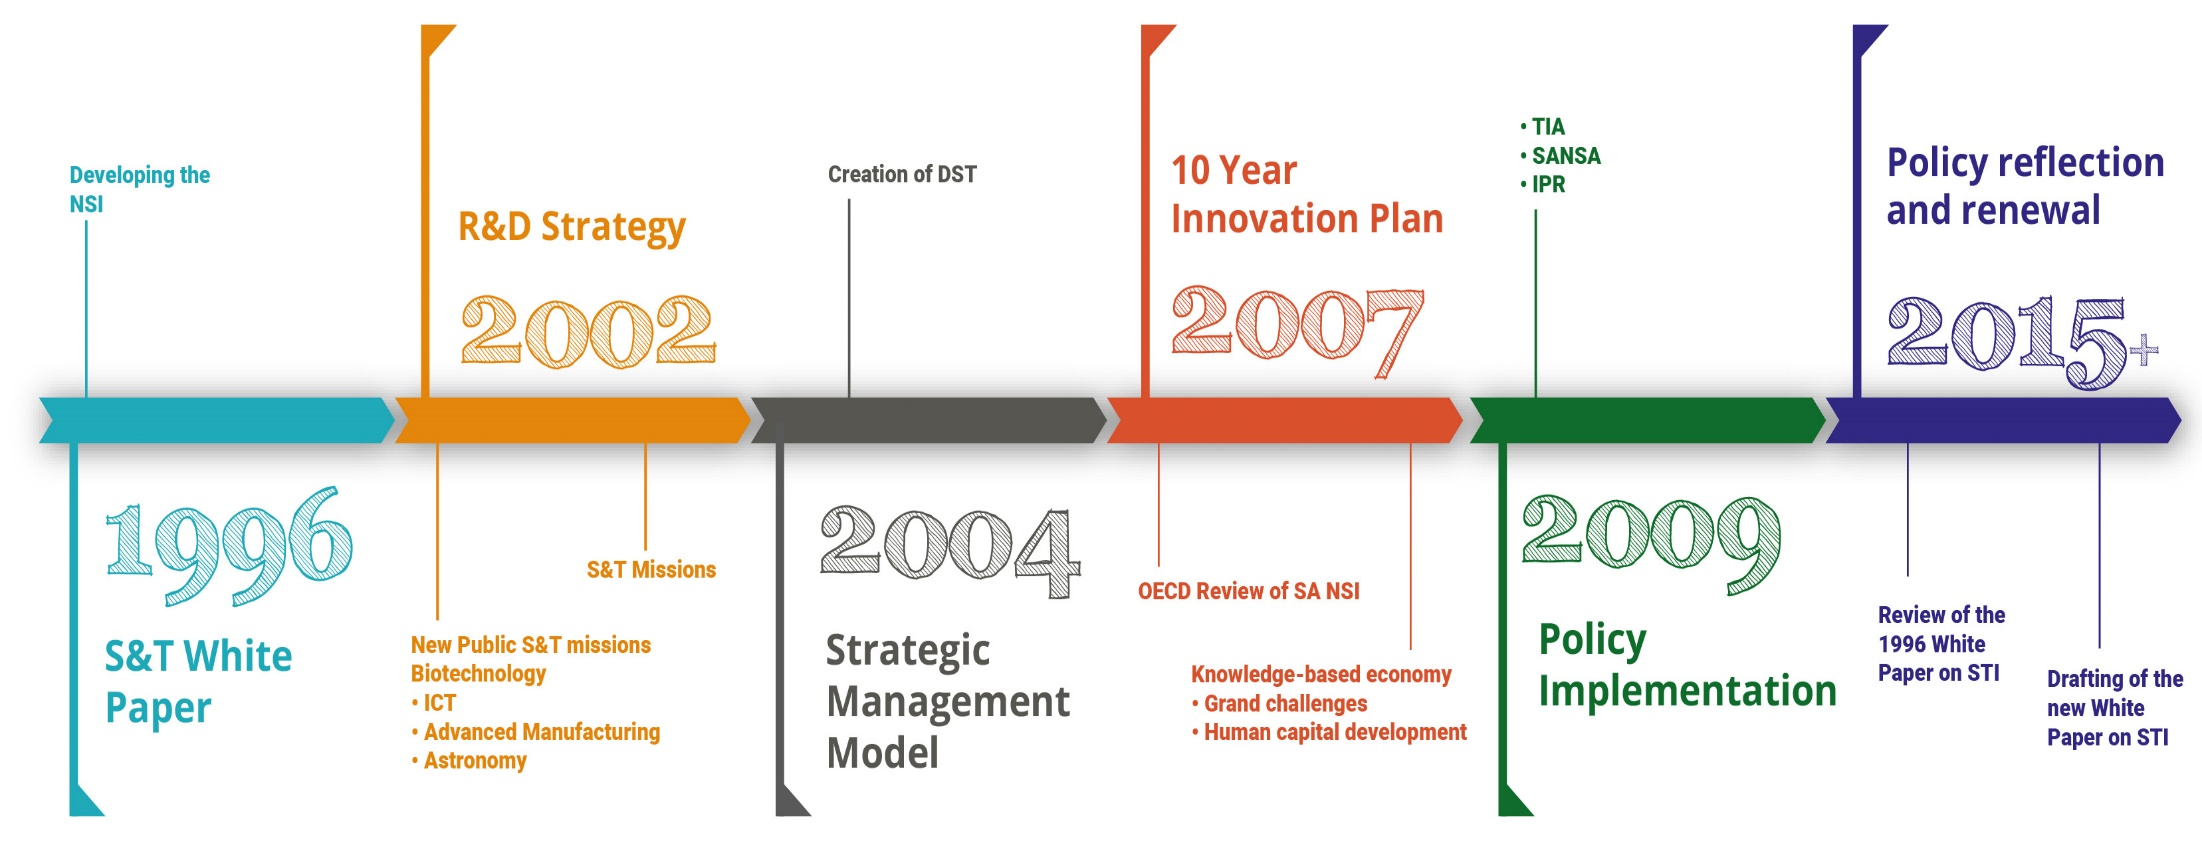 Developing the
NSI
1996
S&T White
Paper
R&D Strategy
2002
New Public S&T missions
Biotechnology
• ICT
• Advanced Manufacturing
• Astronomy
S&T Missions
Creation of DST
2004
Strategic
Management
Model
10 Year
Innovation Plan
2007
OECD Review of SA NSI
Knowledge-based economy
• Grand challenges
• Human capital development
• TIA
• SANSA
• IPR
2009
Policy
Implementation
Policy reflection
and renewal
2015+
Review of the
1996 White
Paper on STI
Drafting of the
new White
Paper on STI